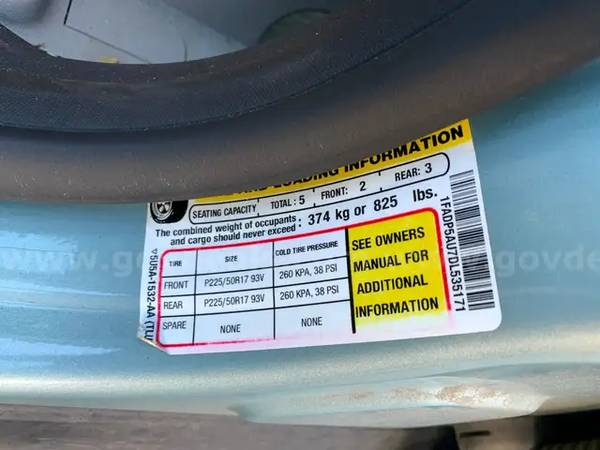 LOADING INFORMATION
SEATING CAPACITY TOTAL: 5 FRONT: 2 REAR: 3
The combined weight of occupants
and cargo should never exceed: 374 kg or 825 lbs.
TIRE SIZE COLD TIRE PRESSURE
FRONT P225/50R17 93V 260 KPA, 38 PSI
REAR P225/50R17 93V 260 KPA, 38 PSI
SPARE NONE NONE
SEE OWNERS
MANUAL FOR
ADDITIONAL
INFORMATION
1FADP5AU7DL535171